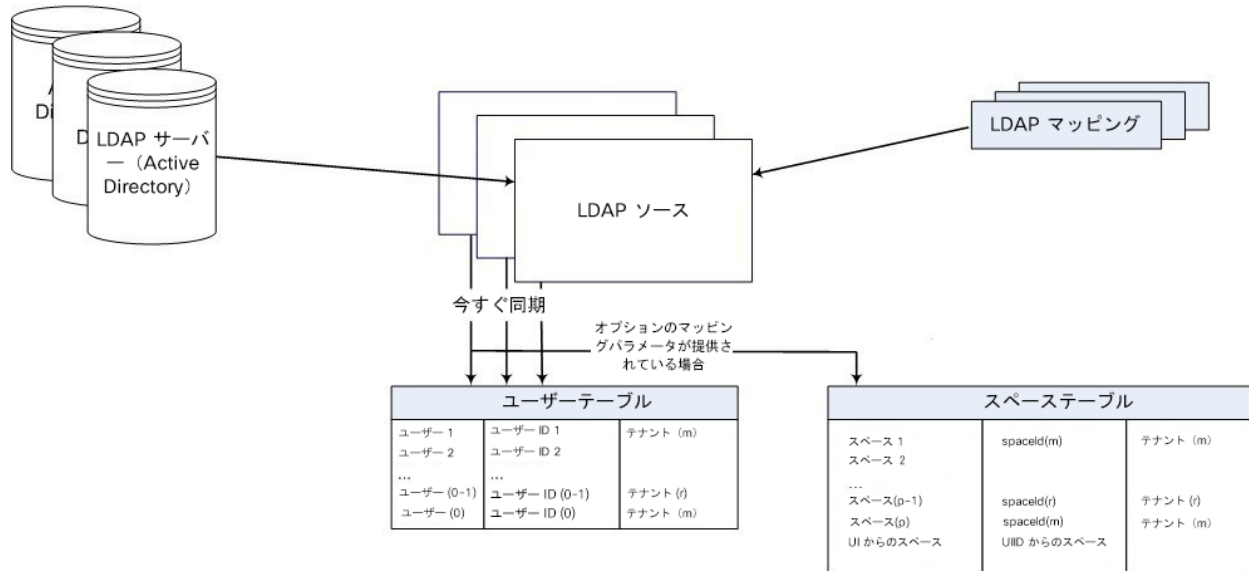 A
Di
D
LDAP サーバ
ー（Active
Directory）
LDAP マッピング
LDAP ソース
今すぐ同期
オプションのマッピン
グパラメータが提供さ
れている場合
ユーザーテーブル
ユーザー 1 ユーザー ID 1 テナント（m）
ユーザー 2 ユーザー ID 2
... ...
ユーザー (0-1) ユーザー ID (0-1) テナント (r)
ユーザー (0) ユーザー ID (0) テナント（m）
スペーステーブル
スペース 1 spaceId(m) テナント（m）
スペース 2
...
スペース(p-1) spaceId(r) テナント (r)
スペース(p) spaceId(m) テナント（m）
UI からのスペース UIID からのスペース